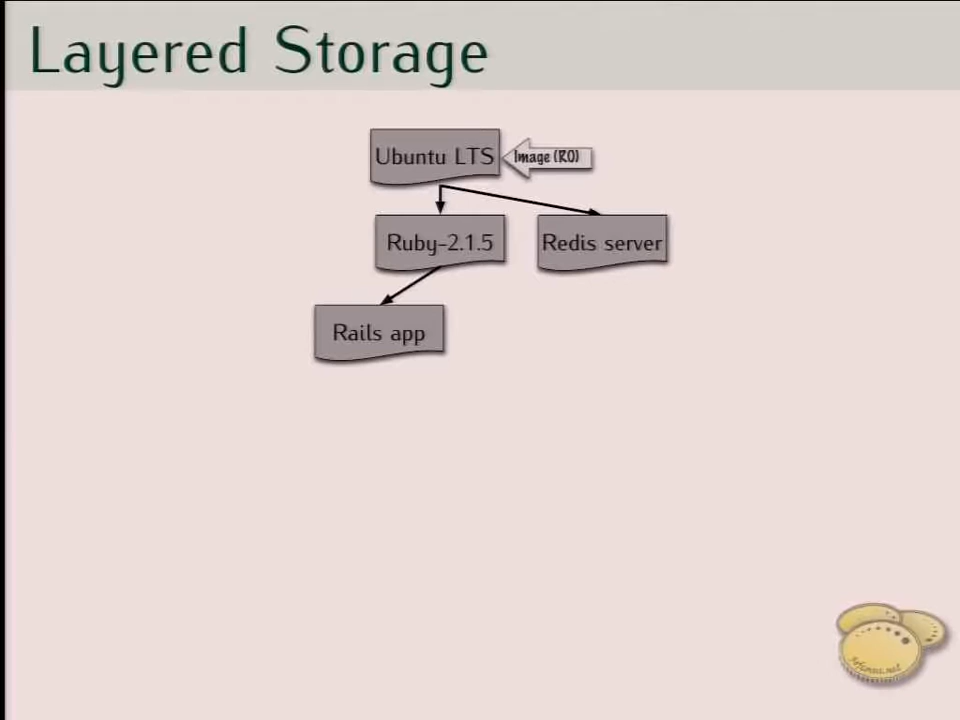 Layered Storage
Ubuntu LTS
Image (RO)
Ruby-2.1.5
Redis server
Rails app